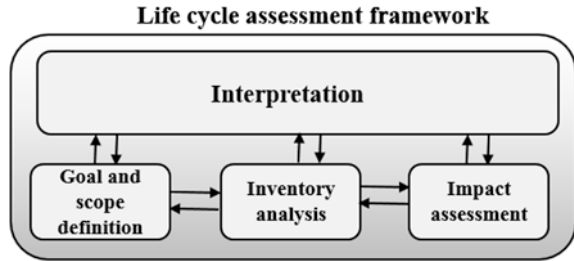 Life cycle assessment framework
Interpretation
Goal and
scope
definition
Inventory
analysis
Impact
assessment